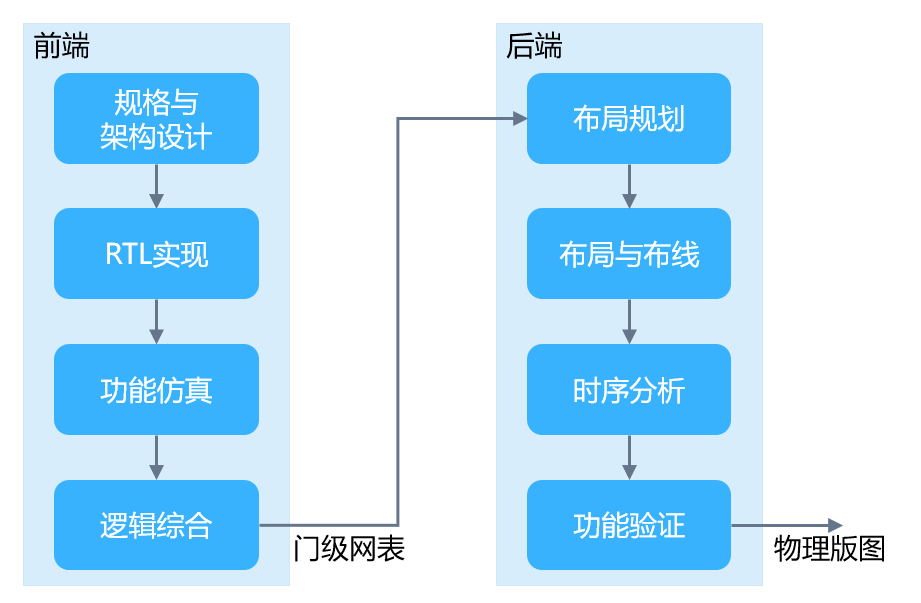 前端
规格与
架构设计
RTL实现
功能仿真
逻辑综合
门级网表
后端
布局规划
布局与布线
时序分析
功能验证
物理版图